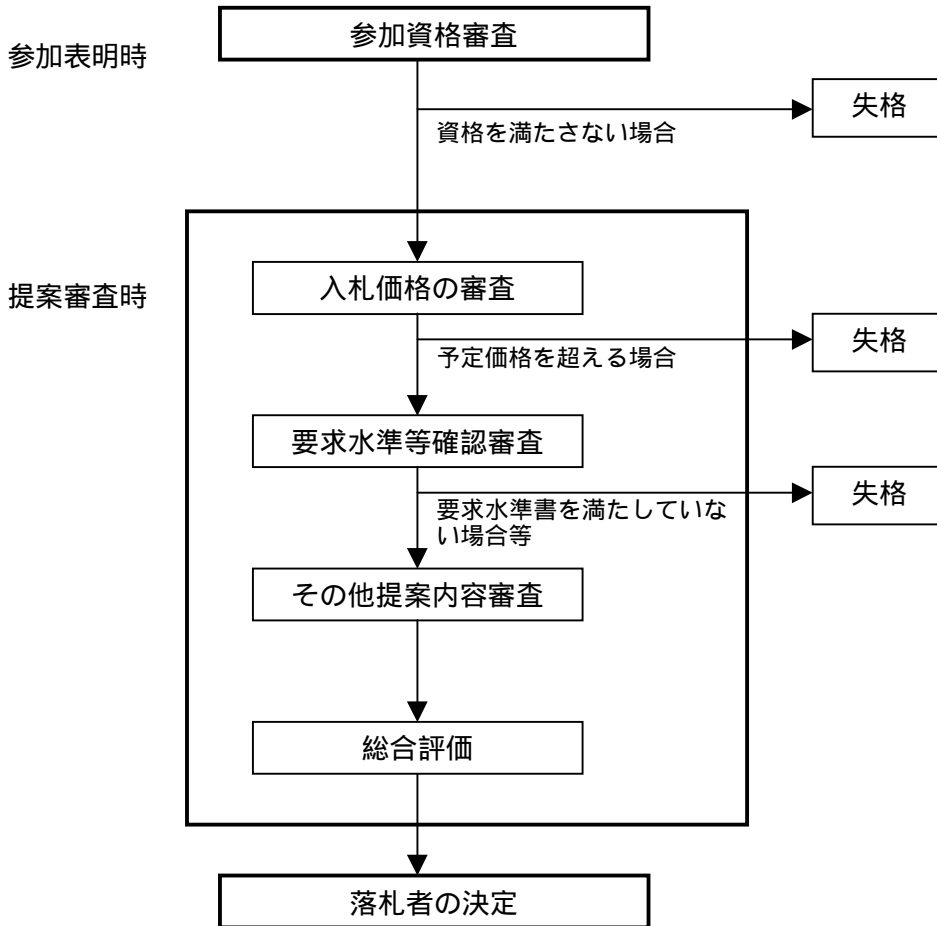 参加資格審査
参加表明時
失格
資格を満たさない場合
入札価格の審査
提案審査時
失格
予定価格を超える場合
要求水準等確認審査
失格
要求水準書を満たしていな
い場合等
その他提案内容審査
総合評価
落札者の決定